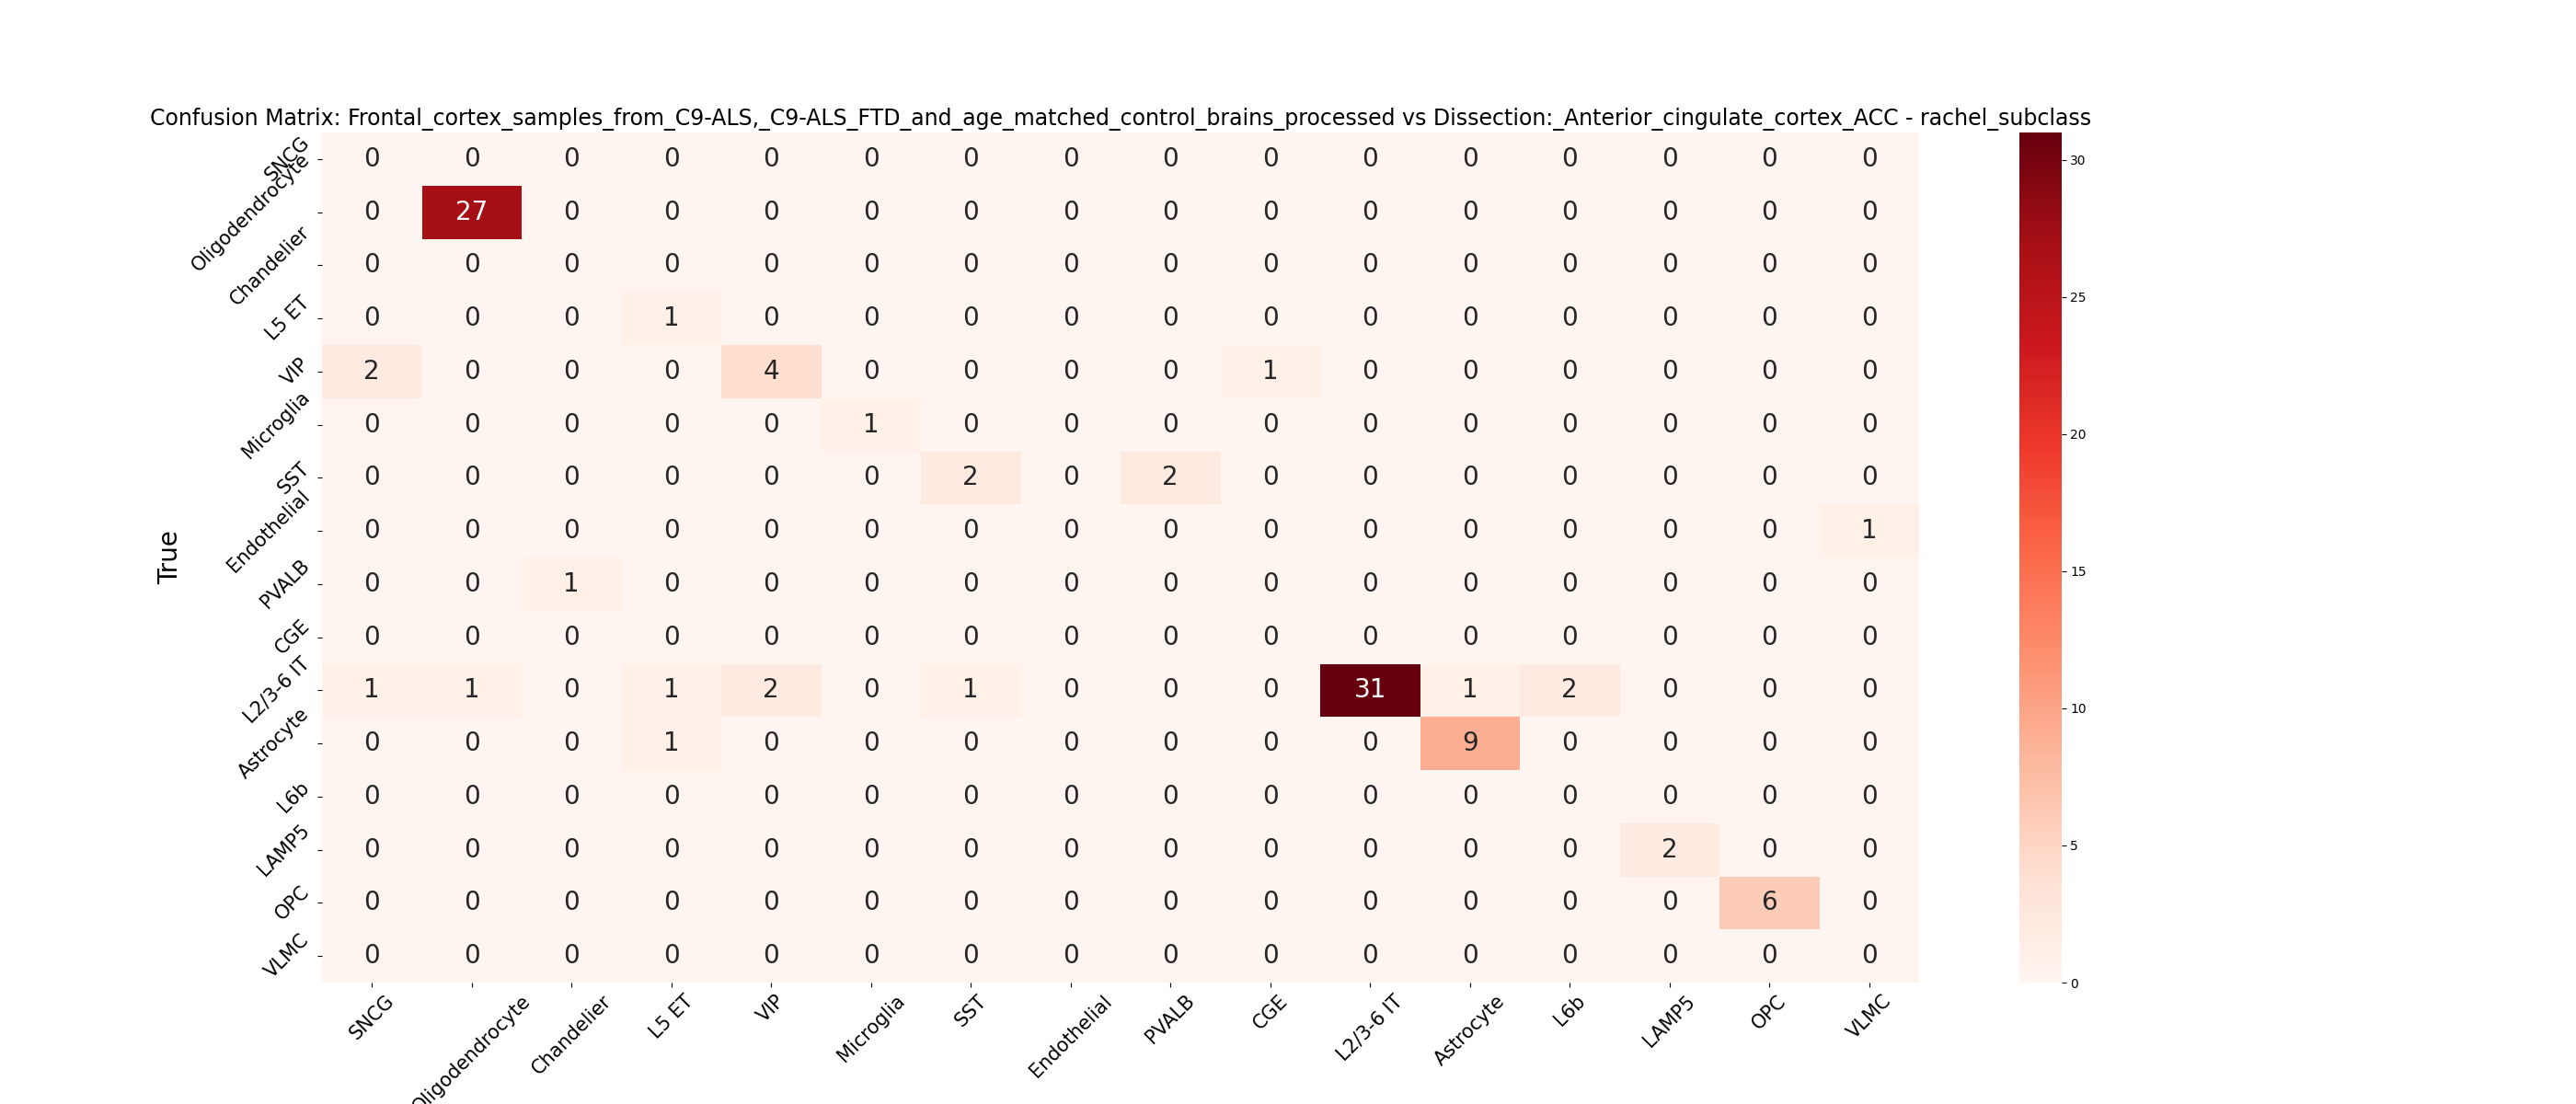 Confusion Matrix: Frontal_cortex_samples_from_C9-ALS,_C9-ALS_FTD_and_age_matched_control_brains_processed vs Dissection:_Anterior_cingulate_cortex_ACC - rachel_subclass
True
SNCG 0 0 0 0 0 0 0 0 0 0 0 0 0 0 0 0
Oligodendrocyte 0 27 0 0 0 0 0 0 0 0 0 0 0 0 0 0
Chandelier 0 0 0 0 0 0 0 0 0 0 0 0 0 0 0 0
L5 ET 0 0 0 1 0 0 0 0 0 0 0 0 0 0 0 0
VIP 2 0 0 0 4 0 0 0 0 1 0 0 0 0 0 0
Microglia 0 0 0 0 0 1 0 0 0 0 0 0 0 0 0 0
SST 0 0 0 0 0 0 2 0 2 0 0 0 0 0 0 0
Endothelial 0 0 0 0 0 0 0 0 0 0 0 0 0 0 0 1
PVALB 0 0 1 0 0 0 0 0 0 0 0 0 0 0 0 0
CGE 0 0 0 0 0 0 0 0 0 0 0 0 0 0 0 0
L2/3-6 IT 1 1 0 1 2 0 1 0 0 0 31 1 2 0 0 0
Astrocyte 0 0 0 1 0 0 0 0 0 0 0 9 0 0 0 0
L6b 0 0 0 0 0 0 0 0 0 0 0 0 0 0 0 0
LAMP5 0 0 0 0 0 0 0 0 0 0 0 0 0 2 0 0
OPC 0 0 0 0 0 0 0 0 0 0 0 0 0 0 6 0
VLMC 0 0 0 0 0 0 0 0 0 0 0 0 0 0 0 0
SNCG Oligodendrocyte Chandelier L5 ET VIP Microglia SST Endothelial PVALB CGE L2/3-6 IT Astrocyte L6b LAMP5 OPC VLMC
30
25
20
15
10
5
0